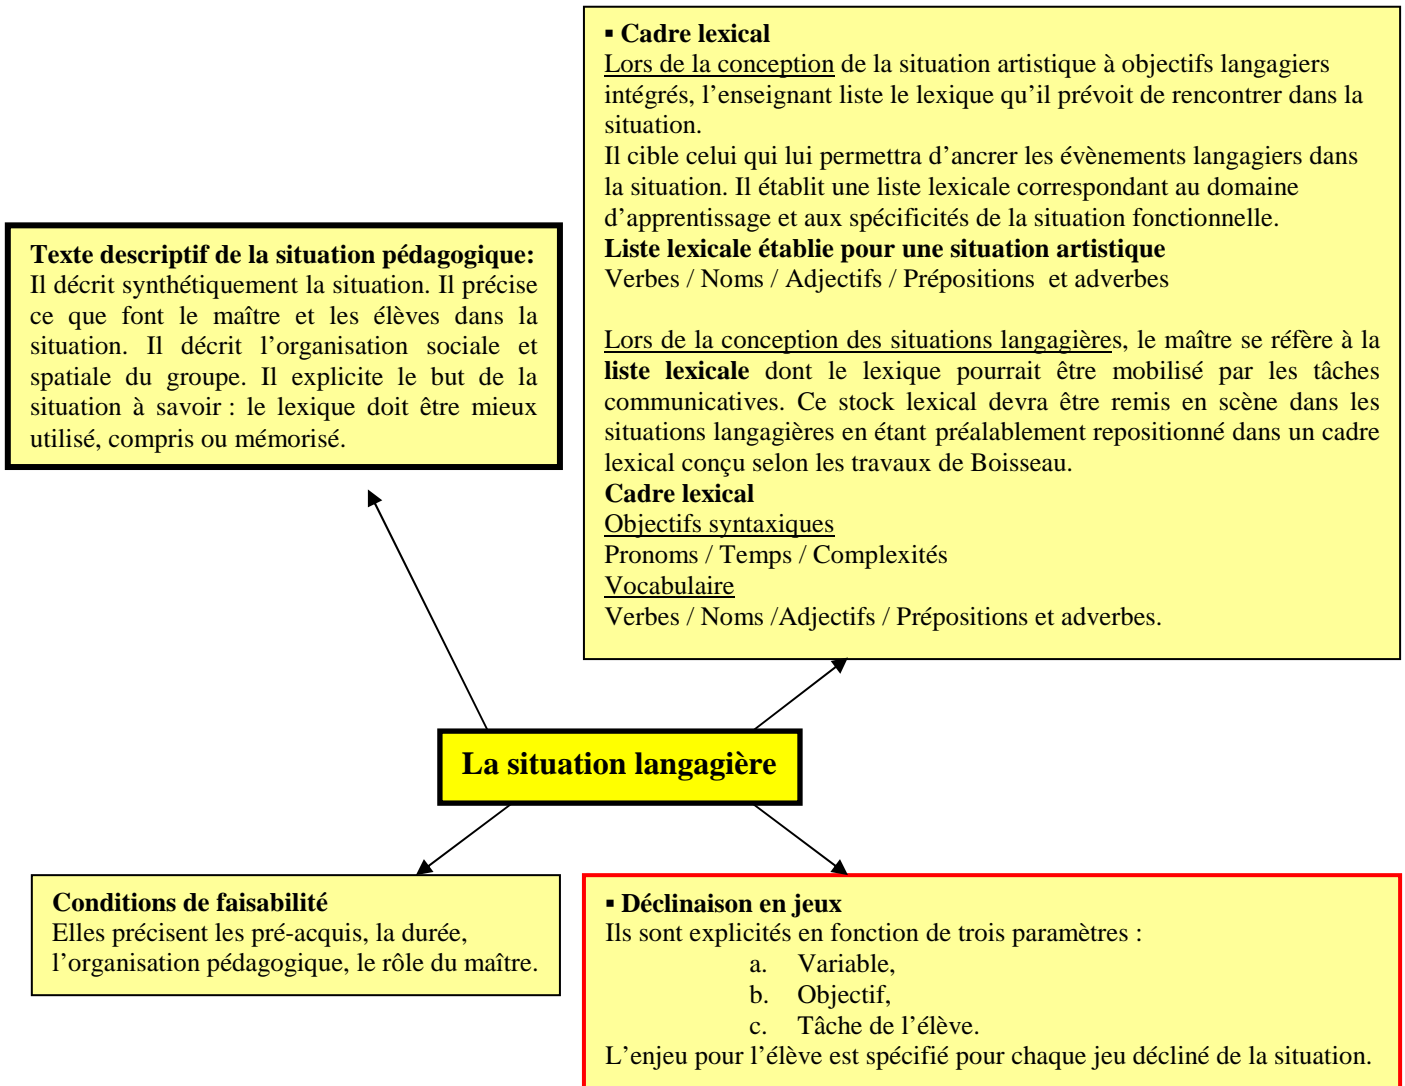 ▪ Cadre lexical
Lors de la conception de la situation artistique à objectifs langagiers
intégrés, l’enseignant liste le lexique qu’il prévoit de rencontrer dans la
situation.
Il cible celui qui lui permettra d’ancrer les évènements langagiers dans
la situation. Il établit une liste lexicale correspondant au domaine
d’apprentissage et aux spécificités de la situation fonctionnelle.
Liste lexicale établie pour une situation artistique
Verbes / Noms / Adjectifs / Prépositions et adverbes
Lors de la conception des situations langagières, le maître se réfère à la
liste lexicale dont le lexique pourrait être mobilisé par les tâches
communicatives. Ce stock lexical devra être remis en scène dans les
situations langagières en étant préalablement repositionné dans un cadre
lexical conçu selon les travaux de Boisseau.
Cadre lexical
Objectifs syntaxiques
Pronoms / Temps / Complexités
Vocabulaire
Verbes / Noms /Adjectifs / Prépositions et adverbes.
Texte descriptif de la situation pédagogique:
Il décrit synthétiquement la situation. Il précise
ce que font le maître et les élèves dans la
situation. Il décrit l’organisation sociale et
spatiale du groupe. Il explicite le but de la
situation à savoir : le lexique doit être mieux
utilisé, compris ou mémorisé.
La situation langagière
Conditions de faisabilité
Elles précisent les pré-acquis, la durée,
l’organisation pédagogique, le rôle du maître.
▪ Déclinaison en jeux
Ils sont explicités en fonction de trois paramètres :
a. Variable,
b. Objectif,
c. Tâche de l’élève.
L’enjeu pour l’élève est spécifié pour chaque jeu décliné de la situation.